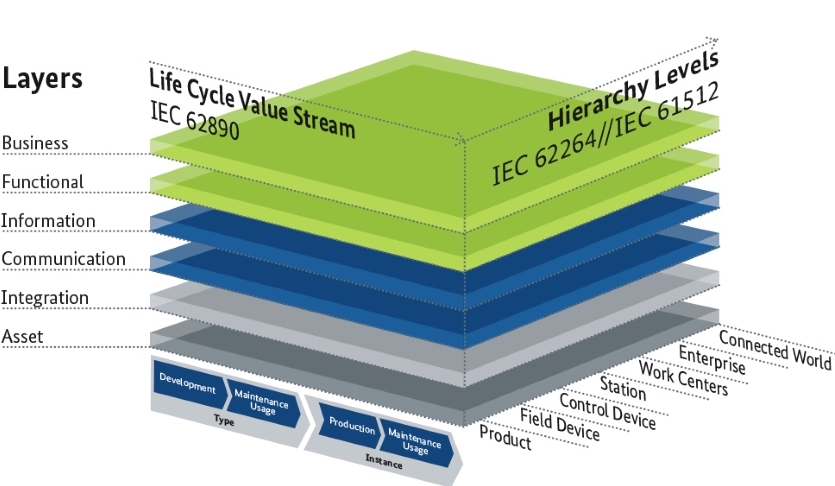 Layers
Life Cycle Value Stream
IEC 62890
Hierarchy Levels
IEC 62264//IEC 61512
Business
Functional
Information
Communication
Integration
Asset
Development
Maintenance
Usage
Type
Production
Maintenance
Usage
Instance
Connected World
Enterprise
Work Centers
Station
Control Device
Field Device
Product